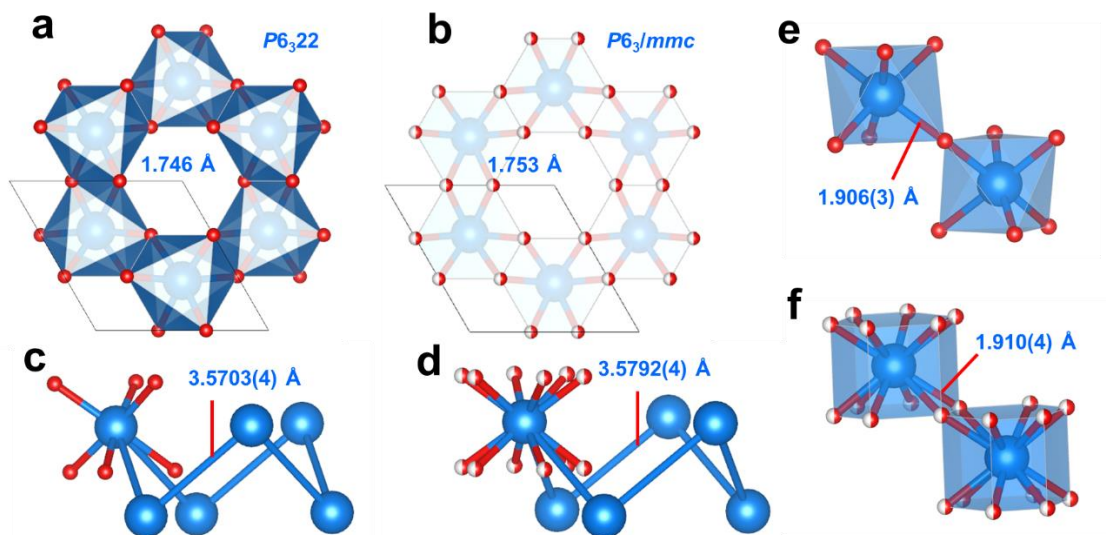 a
P6₃22
1.746 Å
b
P6₃/mmc
1.753 Å
c
3.5703(4) Å
d
3.5792(4) Å
e
1.906(3) Å
f
1.910(4) Å